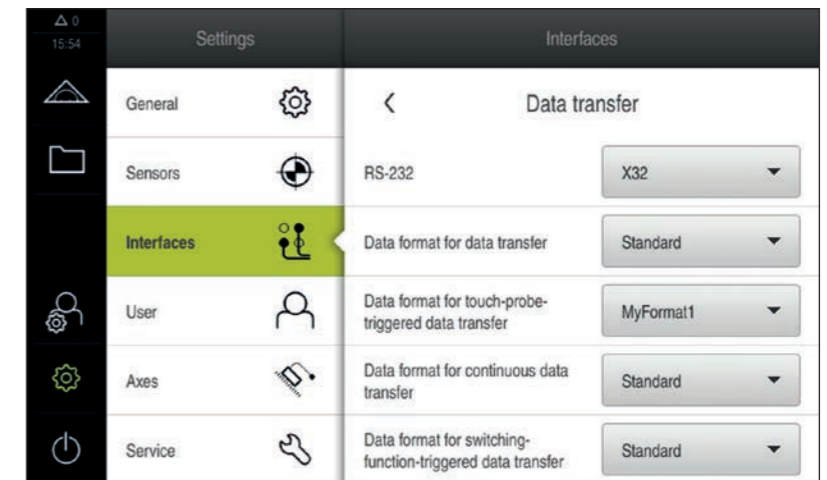 0
15:54
Settings
Interfaces
General
Sensors
Interfaces
User
Axes
Service
Data transfer
RS-232
X32
Data format for data transfer
Standard
Data format for touch-probe-
triggered data transfer
MyFormat1
Data format for continuous data
transfer
Standard
Data format for switching-
function-triggered data transfer
Standard